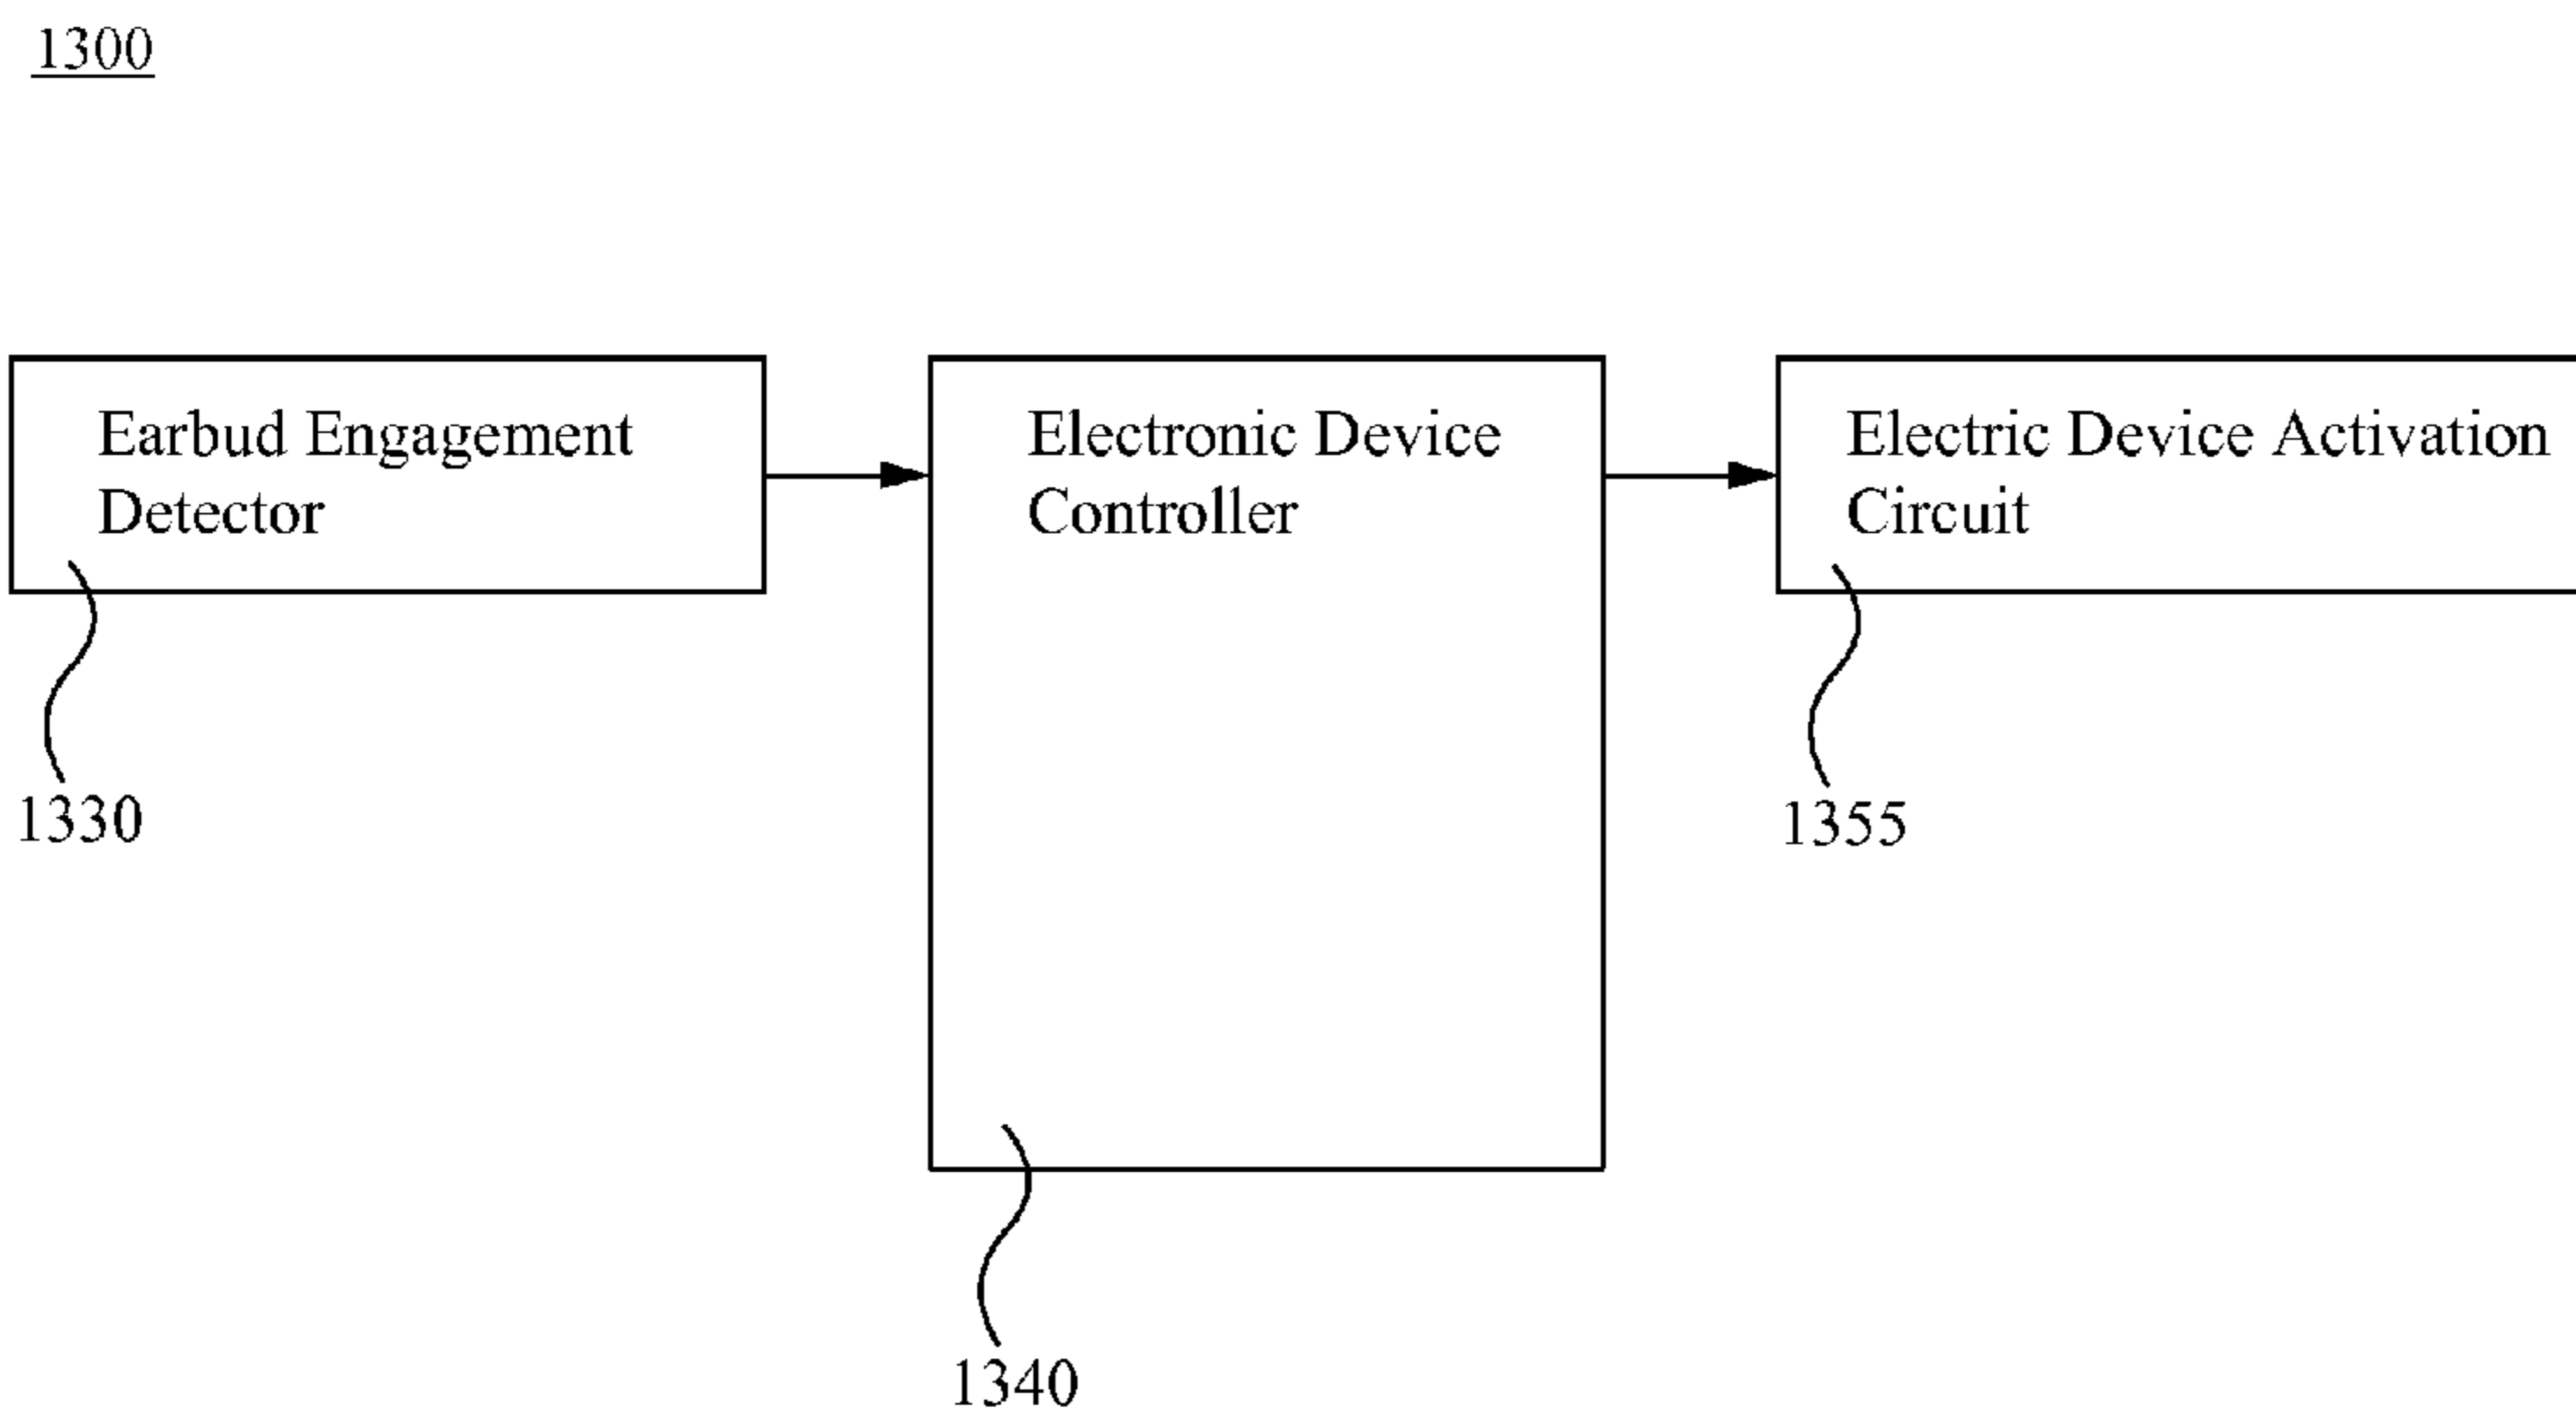 1300
Earbud Engagement
Detector
Electronic Device
Controller
Electric Device Activation
Circuit
1330
1355
1340